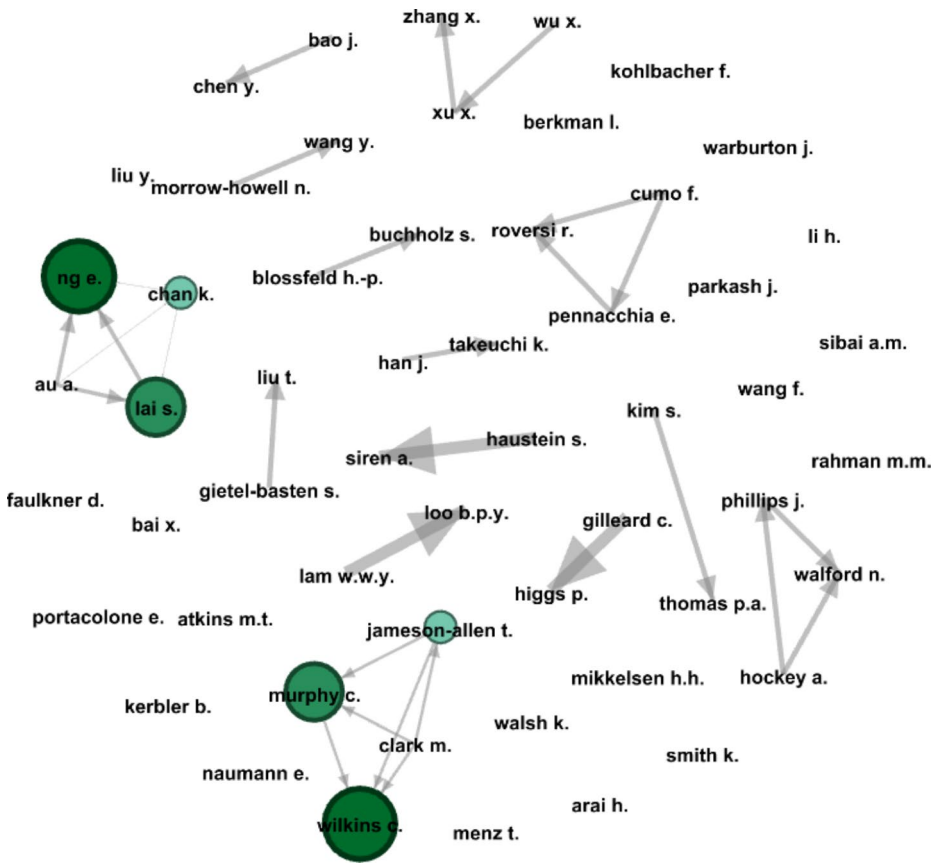 zhang x.
wu x.
bao j.
kohlbacher f.
chen y.
xu x.
berkman l.
wang y.
warburton j.
liu y.
morrow-howell n.
cumo f.
buchholz s.
roversi r.
li h.
ng e.
blossfeld h.-p.
parkash j.
chan k.
pennacchia e.
takeuchi k.
sibai a.m.
han j.
liu t.
au a.
wang f.
lai s.
kim s.
haustein s.
siren a.
rahman m.m.
gietel-basten s.
faulkner d.
phillips j.
loo b.p.y.
gilleard c.
bai x.
lam w.w.y.
walford n.
higgs p.
thomas p.a.
portacolone e.
atkins m.t.
jameson-allen t.
mikkelsen h.h.
hockey a.
murphy c.
kerbler b.
walsh k.
clark m.
smith k.
naumann e.
arai h.
wilkins c.
menz t.